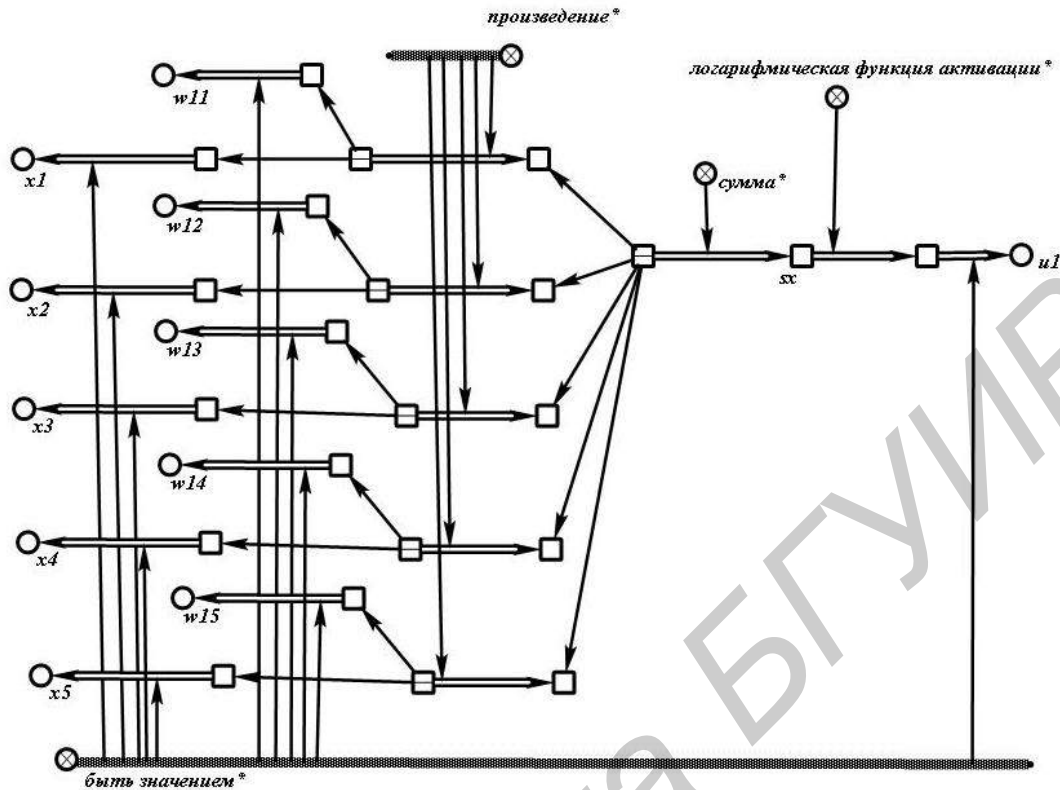 произведение*
логарифмическая функция активации*
w11
x1
сумма*
w12
sx
u1
x2
w13
x3
w14
x4
w15
x5
быть значением*
БГУИР